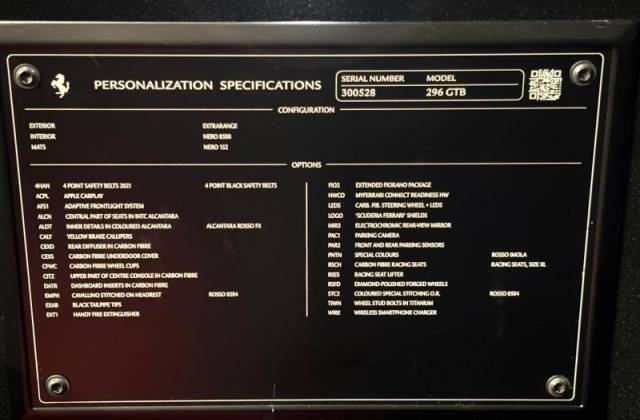 PERSONALIZATION SPECIFICATIONS
SERIAL NUMBER MODEL
300528 296 GTB
CONFIGURATION
EXTERIOR EXTRARANGE
INTERIOR NERO 8500
MATS NERO 152
OPTIONS
4HAN 4 POINT SAFETY BELTS 2021 4 POINT BLACK SAFETY BELTS
ACPL APPLE CARPLAY
AFS1 ADAPTIVE FRONTLIGHT SYSTEM
ALCN CENTRAL PART OF SEATS IN INTC ALCANTARA
ALDT INNER DETAILS IN COLOURED ALCANTARA ALCANTARA ROSSO FX
CALY YELLOW BRAKE CALLIPERS
CEXD REAR DIFFUSER IN CARBON FIBRE
CEXS CARBON FIBRE UNDERDOOR COVER
CFWC CARBON FIBRE WHEEL CUPS
CITZ UPPER PART OF CENTRE CONSOLE IN CARBON FIBRE
DATR DASHBOARD INSERTS IN CARBON FIBRE
EMPH CAVALLINO STITCHED ON HEADREST ROSSO 0584
EXAB BLACK TAILPIPE TIPS
EXT1 HANDY FIRE EXTINGUISHER
FIO2 EXTENDED FIORANO PACKAGE
HWCO MYFERRARI CONNECT READINESS HW
LEDS CARB. FIB. STEERING WHEEL + LEDS
LOGO "SCUDERIA FERRARI" SHIELDS
MIR3 ELECTROCHROMIC REAR-VIEW MIRROR
PAC1 PARKING CAMERA
PAR2 FRONT AND REAR PARKING SENSORS
PNTN SPECIAL COLOURS ROSSO IMOLA
RSCH CARBON FIBRE RACING SEATS RACING SEATS, SIZE XL
RSES RACING SEAT LIFTER
RSFD DIAMOND-POLISHED FORGED WHEELS
STC2 COLOURED SPECIAL STITCHING O.R. ROSSO 0584
TIWN WHEEL STUD BOLTS IN TITANIUM
WIRE WIRELESS SMARTPHONE CHARGER